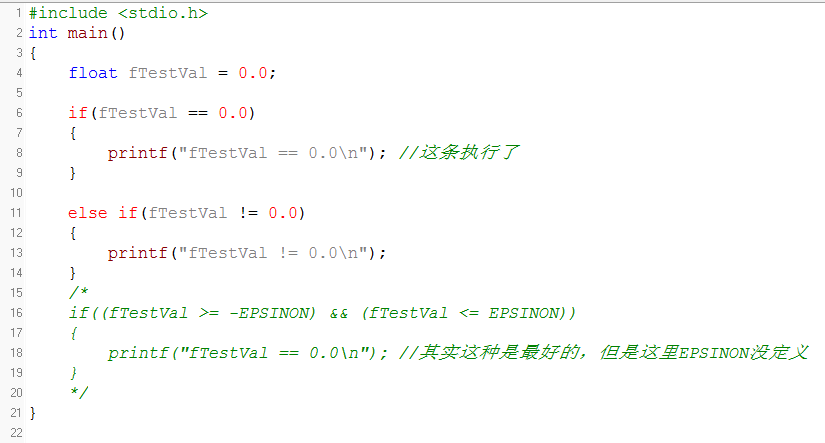 1 #include <stdio.h>
2 int main()
3 {
4     float fTestVal = 0.0;
5
6     if(fTestVal == 0.0)
7     {
8         printf("fTestVal == 0.0\n"); //这条执行了
9     }
10
11     else if(fTestVal != 0.0)
12     {
13         printf("fTestVal != 0.0\n");
14     }
15     /*
16     if((fTestVal >= -EPSINON) && (fTestVal <= EPSINON))
17     {
18         printf("fTestVal == 0.0\n"); //其实这种是最好的，但是这里EPSINON没定义
19     }
20     */
21 }
22